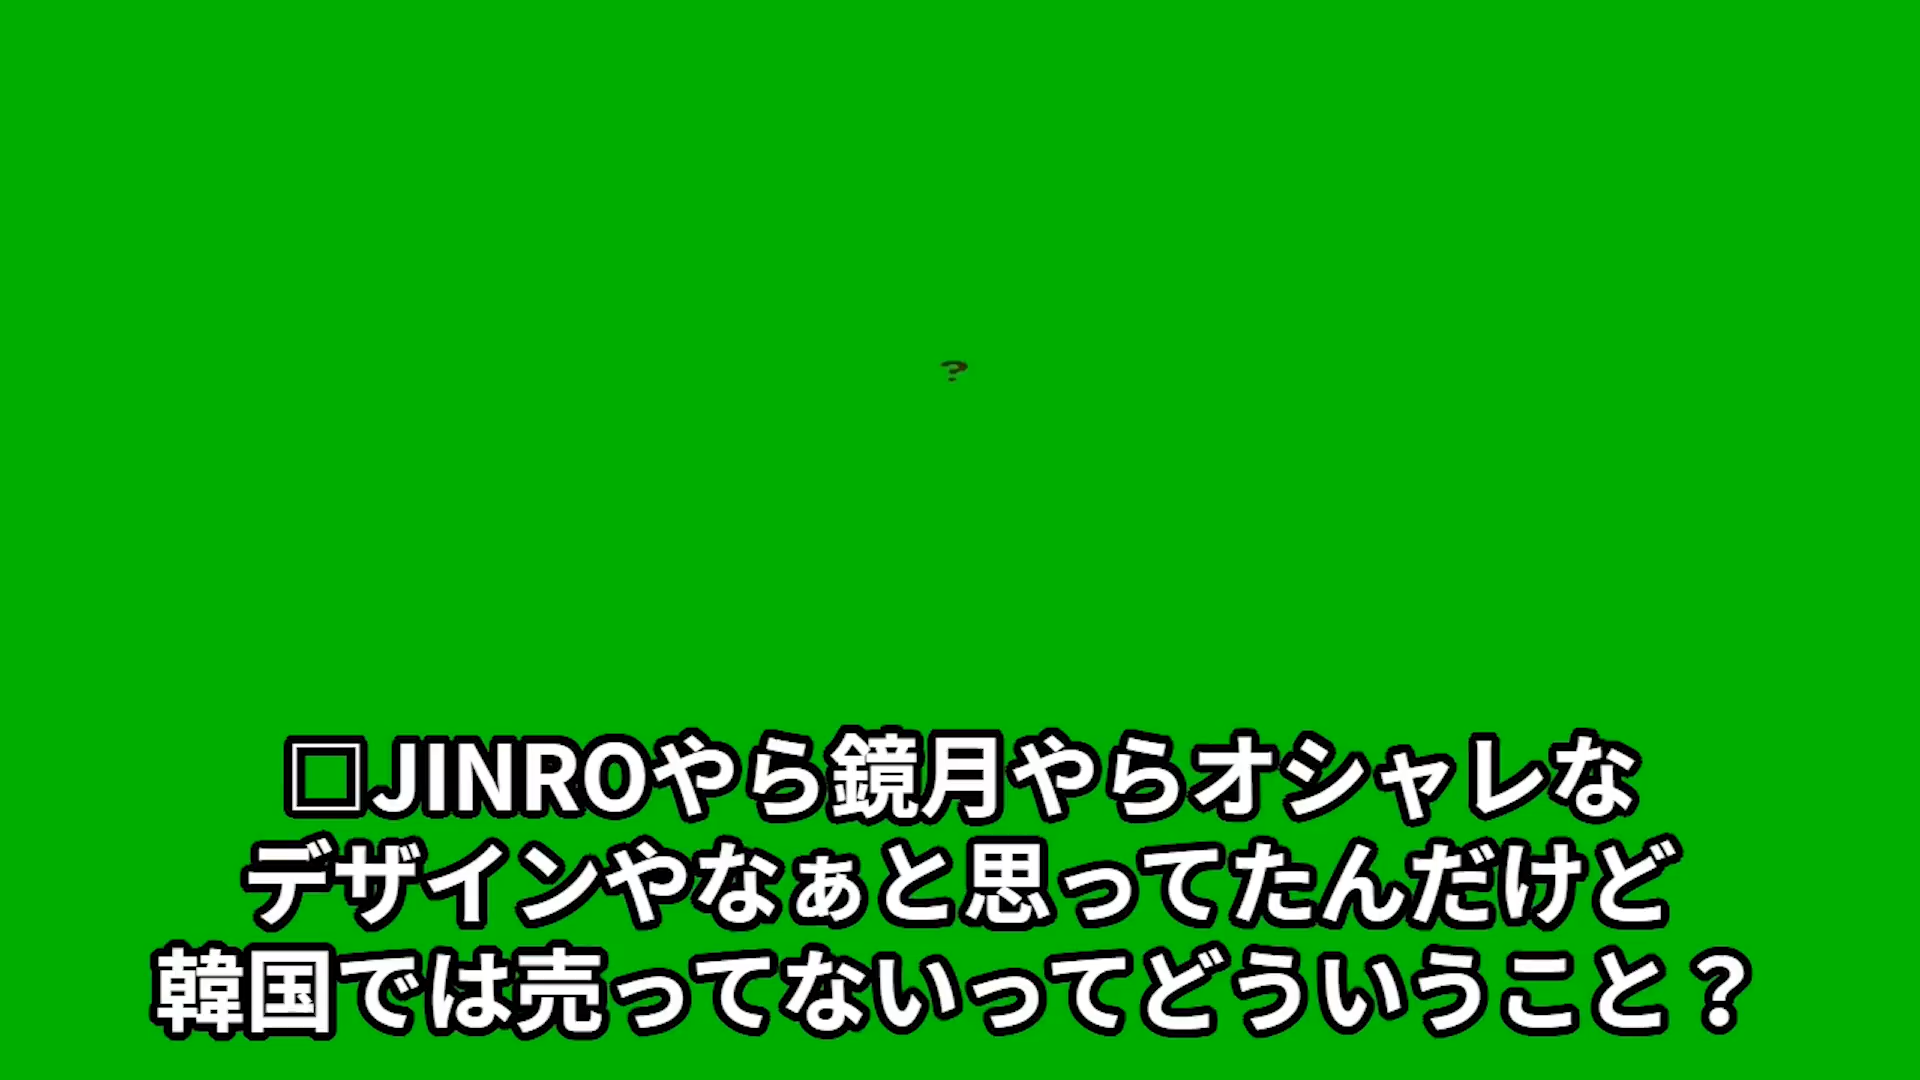 ?
□JINROやら鏡月やらオシャレな
デザインやなぁと思ってたんだけど
韓国では売ってないってどういうこと？